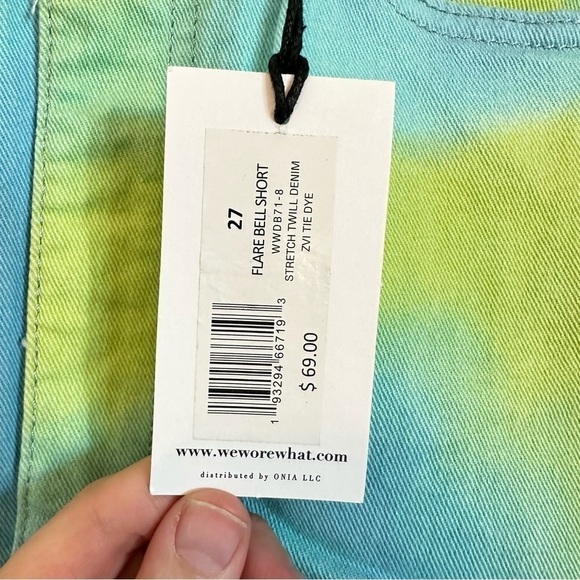 27
FLARE BELL SHORT
WWDB71-8
STRETCH TWILL DENIM
ZVI TIE DYE
1 93294 66719 3
$ 69.00
www.weworewhat.com
distributed by ONIA LLC